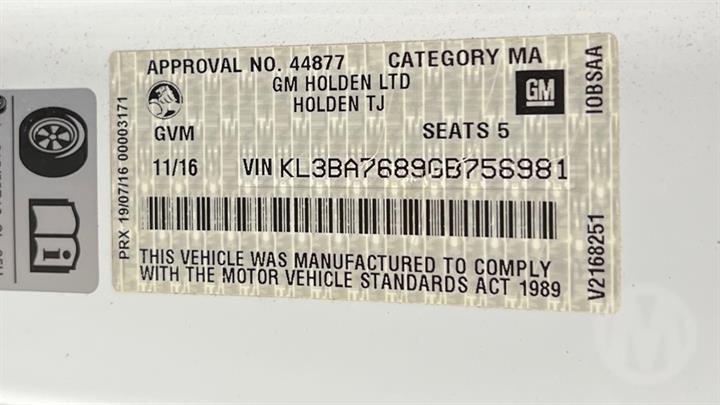 APPROVAL NO. 44877 CATEGORY MA
GM HOLDEN LTD
HOLDEN TJ
GM
GVM SEATS 5
11/16 VIN KL3BA7689GB756981
THIS VEHICLE WAS MANUFACTURED TO COMPLY
WITH THE MOTOR VEHICLE STANDARDS ACT 1989
PRX 19/07/16 00003171
IOBSAA
V2168251
i
M